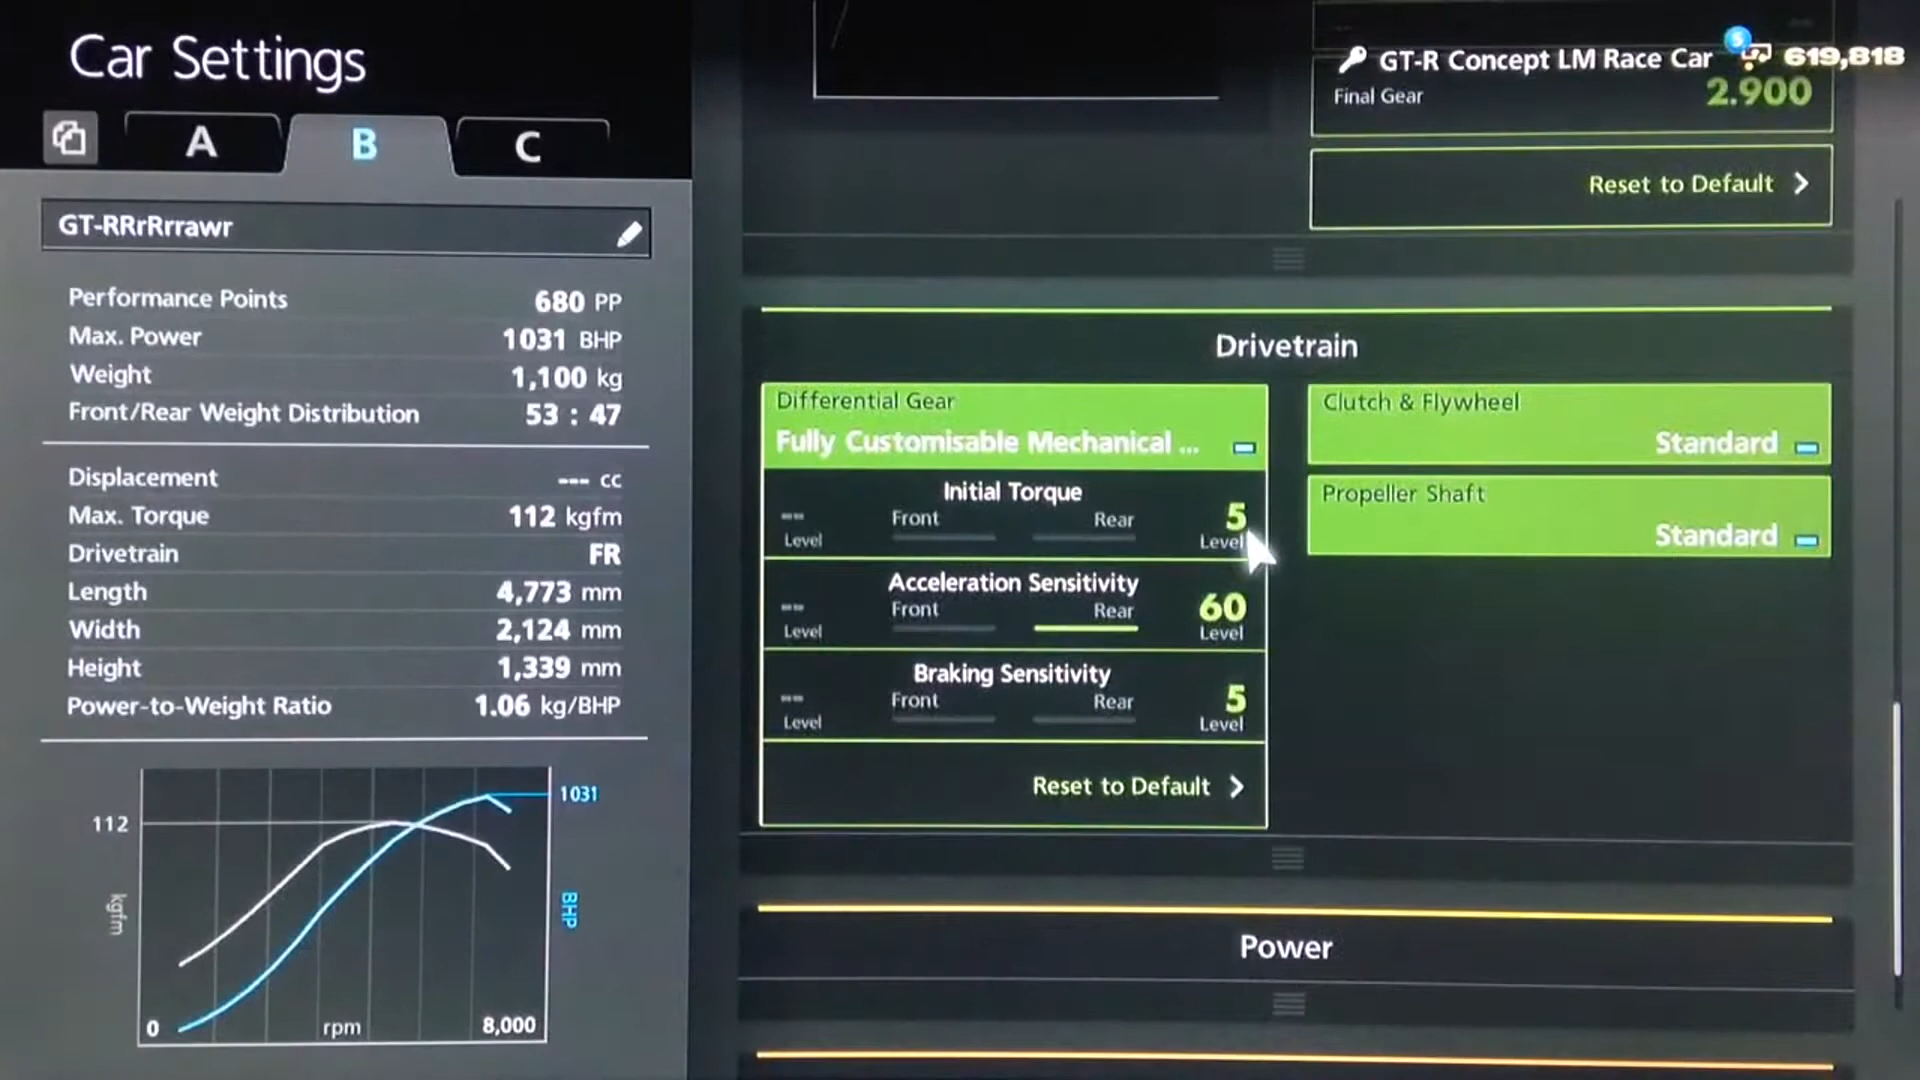 Car Settings
A
B
C
GT-RRrRrrawr
Performance Points 680 PP
Max. Power 1031 BHP
Weight 1,100 kg
Front/Rear Weight Distribution 53 : 47
Displacement --- cc
Max. Torque 112 kgfm
Drivetrain FR
Length 4,773 mm
Width 2,124 mm
Height 1,339 mm
Power-to-Weight Ratio 1.06 kg/BHP
1031
112
kgfm
BHP
0 rpm 8,000
GT-R Concept LM Race Car
S
619,818
Final Gear 2.900
Reset to Default
Drivetrain
Differential Gear
Fully Customisable Mechanical ...
Initial Torque
-- Front Rear 5
Level Level
Acceleration Sensitivity
-- Front Rear 60
Level Level
Braking Sensitivity
-- Front Rear 5
Level Level
Reset to Default
Clutch & Flywheel
Standard
Propeller Shaft
Standard
Power